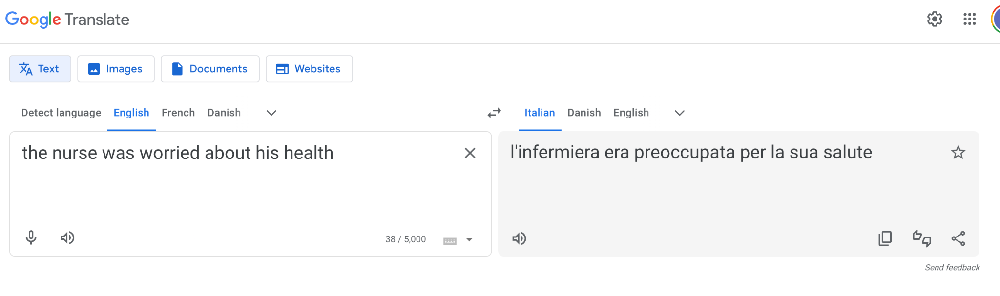 Google Translate
Text Images Documents Websites
Detect language English French Danish
Italian Danish English
the nurse was worried about his health
l'infermiera era preoccupata per la sua salute
38 / 5,000
Send feedback